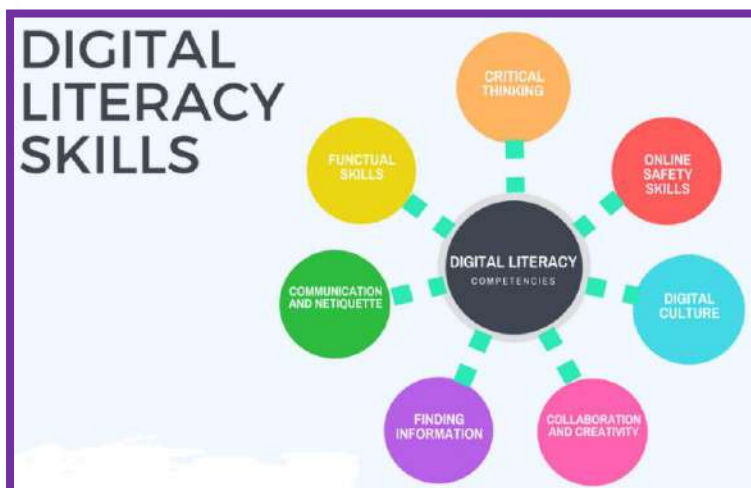 DIGITAL
LITERACY
SKILLS
CRITICAL
THINKING
ONLINE
SAFETY
SKILLS
DIGITAL
CULTURE
COLLABORATION
AND CREATIVITY
FINDING
INFORMATION
COMMUNICATION
AND NETIQUETTE
FUNCTUAL
SKILLS
DIGITAL LITERACY
COMPETENCIES